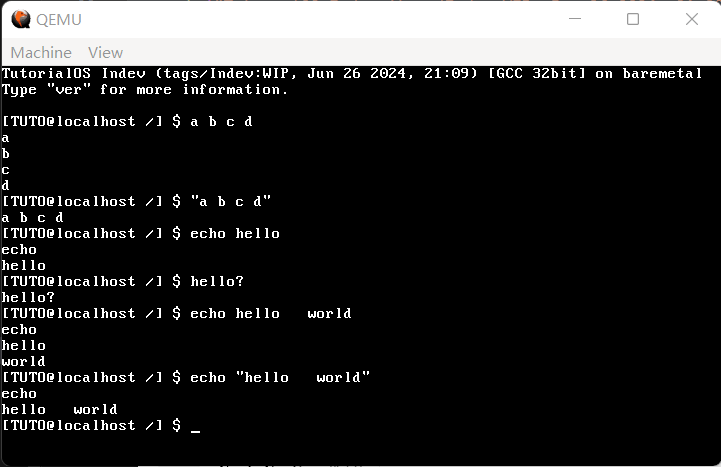 QEMU
Machine View
TutorialOS Indev (tags/Indev:WIP, Jun 26 2024, 21:09) [GCC 32bit] on baremetal
Type "ver" for more information.
[TUTO@localhost /] $ a b c d
a
b
c
d
[TUTO@localhost /] $ "a b c d"
a b c d
[TUTO@localhost /] $ echo hello
echo
hello
[TUTO@localhost /] $ hello?
hello?
[TUTO@localhost /] $ echo hello   world
echo
hello
world
[TUTO@localhost /] $ echo "hello   world"
echo
hello   world
[TUTO@localhost /] $ _